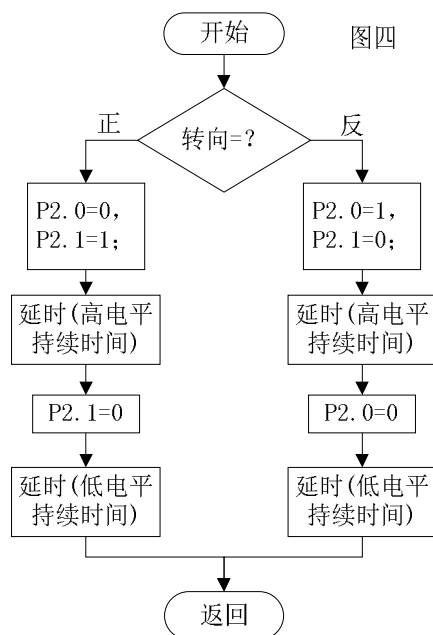 开始
图四
转向=?
正
反
P2.0=0,
P2.1=1;
P2.0=1,
P2.1=0;
延时(高电平
持续时间)
延时(高电平
持续时间)
P2.1=0
P2.0=0
延时(低电平
持续时间)
延时(低电平
持续时间)
返回